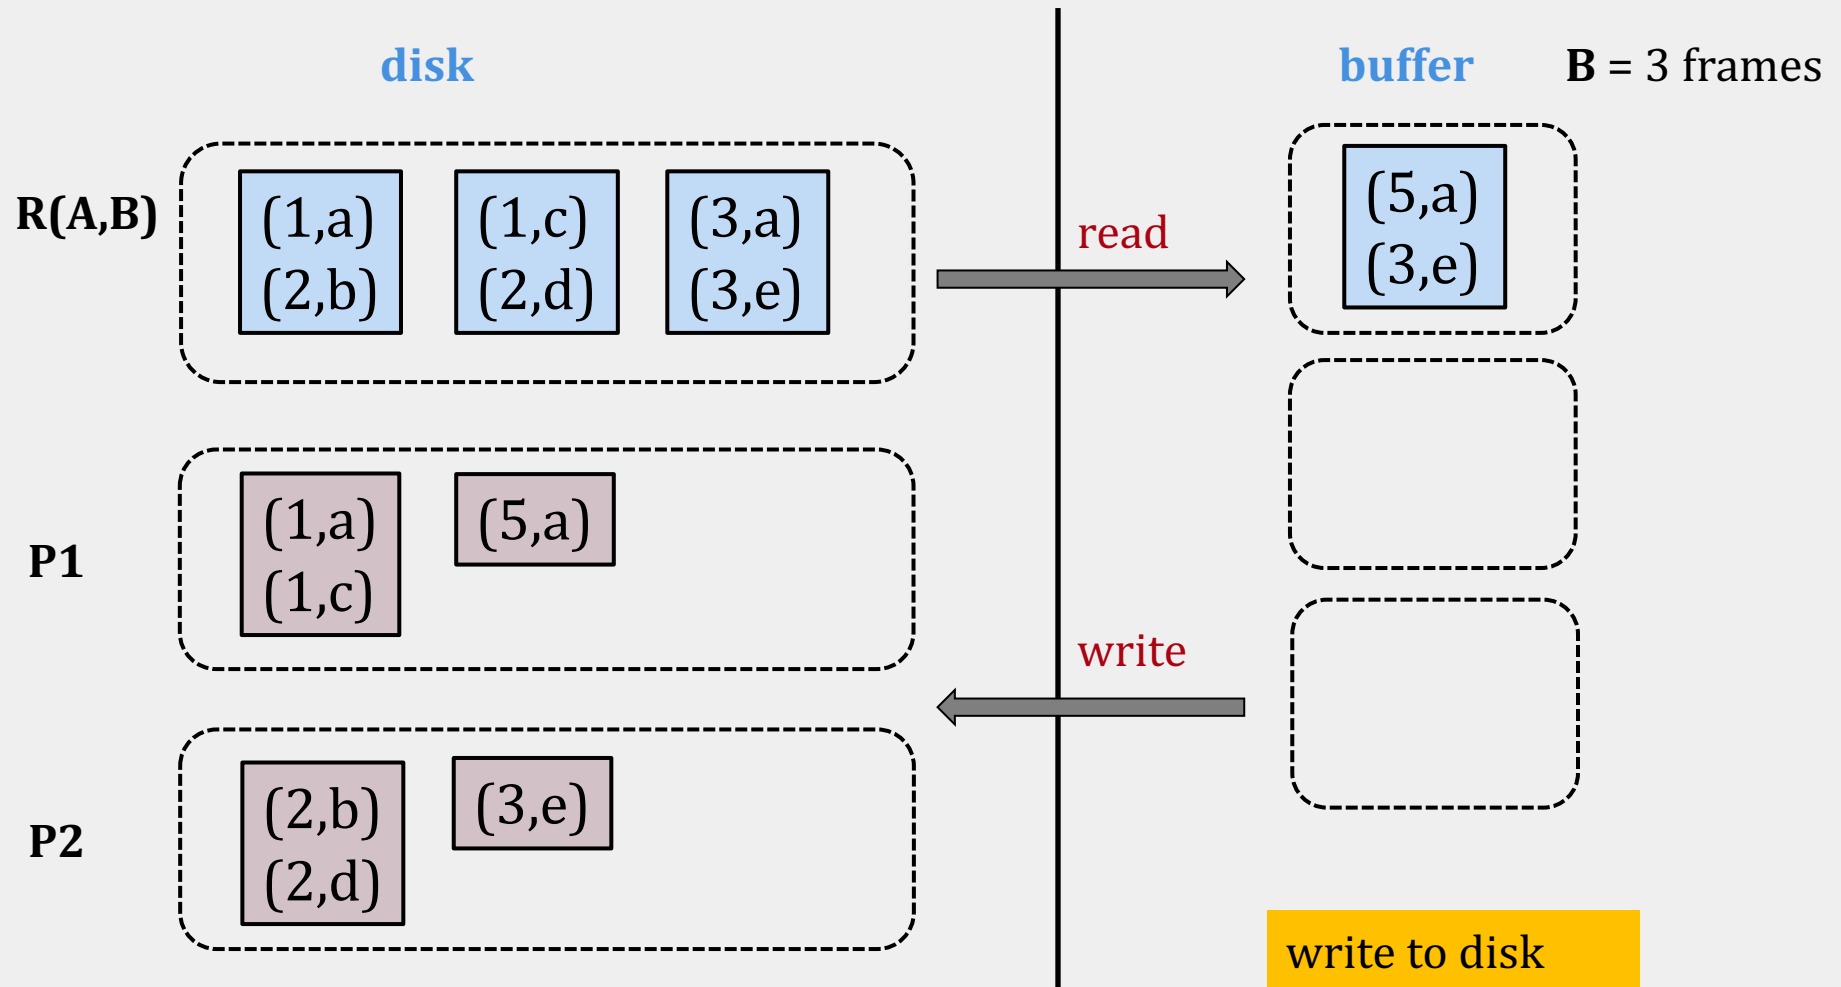 disk
buffer
B = 3 frames
R(A,B)
(1,a)
(2,b)
(1,c)
(2,d)
(3,a)
(3,e)
read
(5,a)
(3,e)
P1
(1,a)
(1,c)
(5,a)
write
P2
(2,b)
(2,d)
(3,e)
write to disk